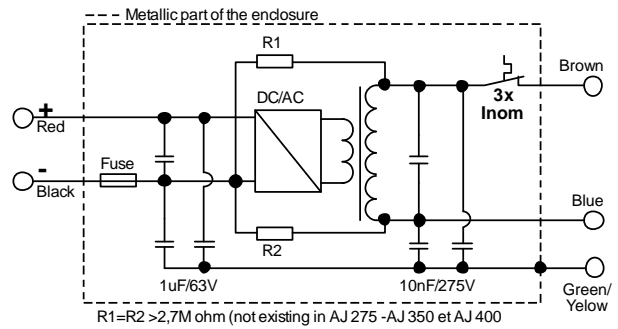 Metallic part of the enclosure
R1
Brown
DC/AC
3x
Inom
+
Red
Fuse
-
Black
Blue
R2
1uF/63V
10nF/275V
Green/
Yelow
R1=R2 >2,7M ohm (not existing in AJ 275 -AJ 350 et AJ 400